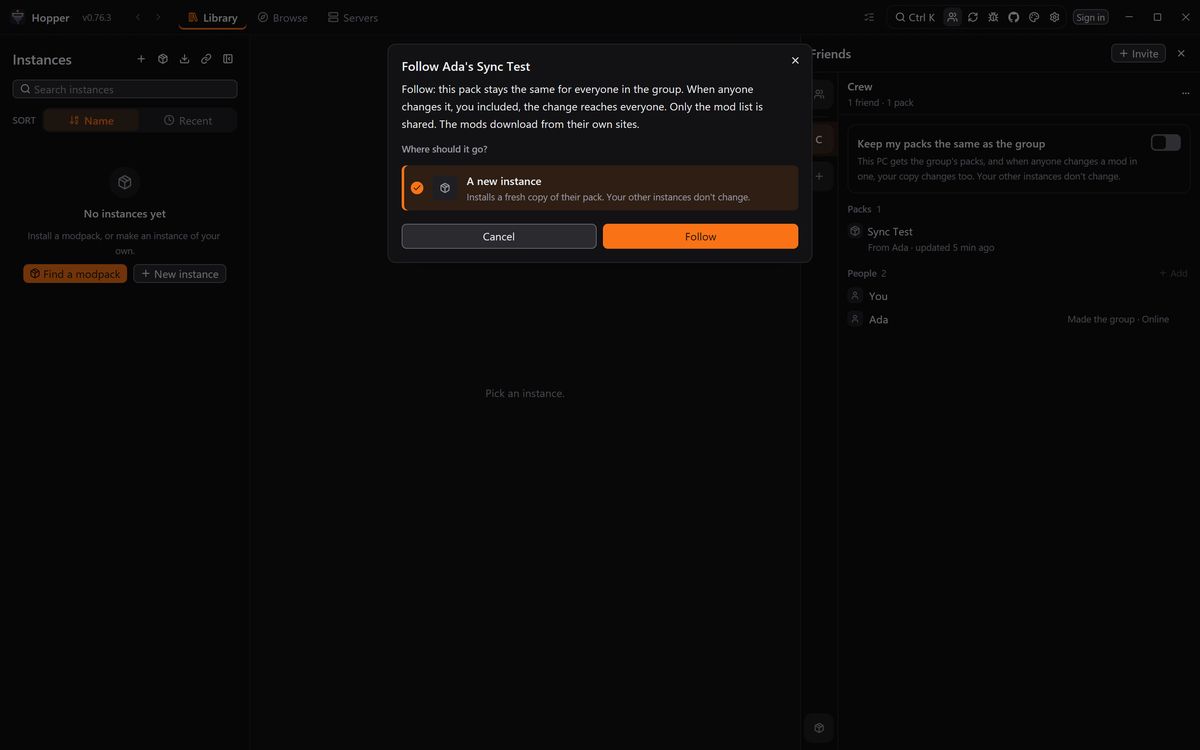 Hopper v0.76.3
Library
Browse
Servers
Ctrl K
Sign in
Instances
Search instances
SORT
Name
Recent
No instances yet
Install a modpack, or make an instance of your
own.
Find a modpack
New instance
Pick an instance.
Follow Ada's Sync Test
Follow: this pack stays the same for everyone in the group. When anyone
changes it, you included, the change reaches everyone. Only the mod list is
shared. The mods download from their own sites.
Where should it go?
A new instance
Installs a fresh copy of their pack. Your other instances don't change.
Cancel
Follow
Friends
Invite
C
Crew
1 friend · 1 pack
Keep my packs the same as the group
This PC gets the group's packs, and when anyone changes a mod in
one, your copy changes too. Your other instances don't change.
Packs 1
Sync Test
From Ada · updated 5 min ago
People 2
+ Add
You
Ada
Made the group · Online